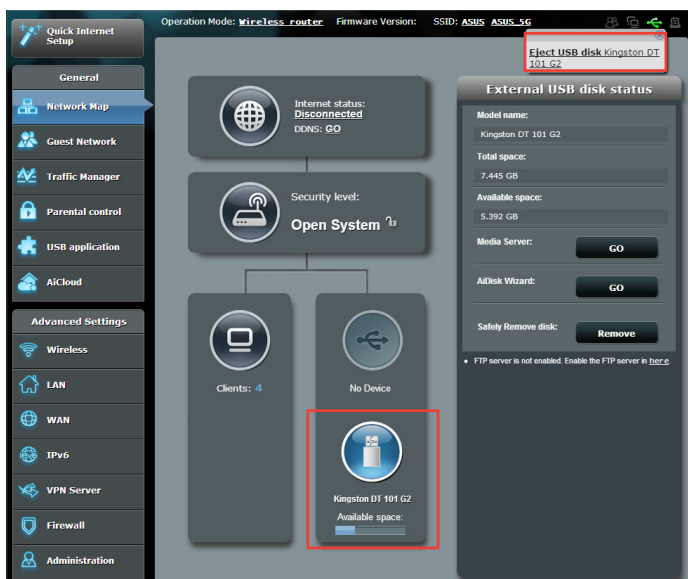 Quick Internet
Setup
Operation Mode: Wireless router Firmware Version: SSID: ASUS ASUS_5G
Eject USB disk Kingston DT
101 G2
General
Network Map
Guest Network
Traffic Manager
Parental control
USB application
AiCloud
Advanced Settings
Wireless
LAN
WAN
IPv6
IPv6
VPN Server
Firewall
Administration
Internet status:
Disconnected
DDNS: GO
Security level:
Open System
Clients: 4
No Device
Kingston DT 101 G2
Available space:
External USB disk status
Model name:
Kingston DT 101 G2
Total space:
7.445 GB
Available space:
5.392 GB
Media Server: GO
AiDisk Wizard: GO
Safely Remove disk: Remove
FTP server is not enabled. Enable the FTP server in here.